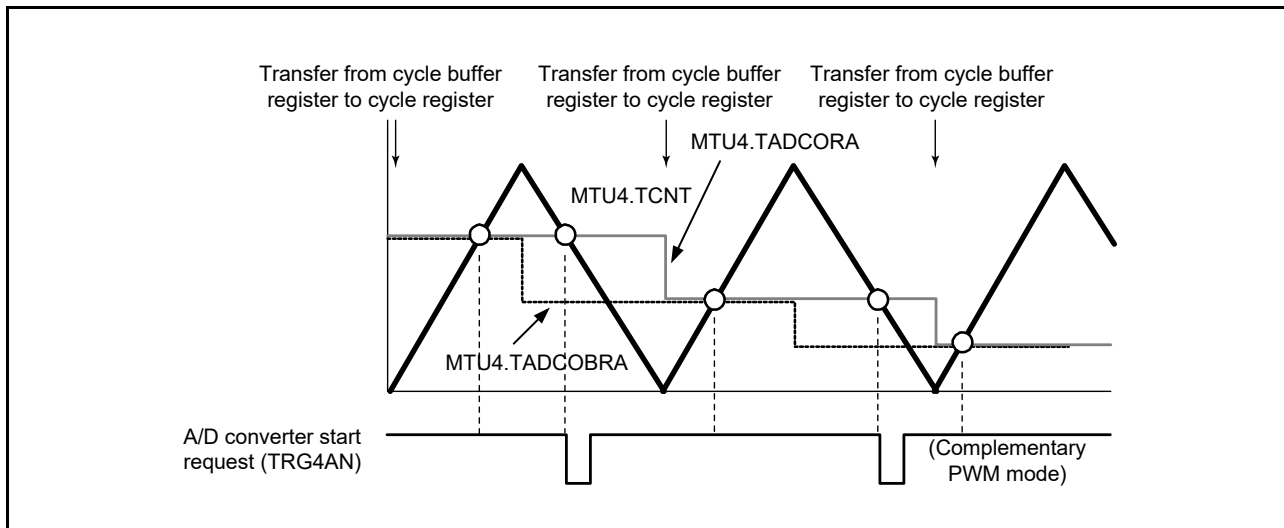 Transfer from cycle buffer
register to cycle register
Transfer from cycle buffer
register to cycle register
Transfer from cycle buffer
register to cycle register
MTU4.TADCORA
MTU4.TCNT
MTU4.TADCOBRA
A/D converter start
request (TRG4AN)
(Complementary
PWM mode)